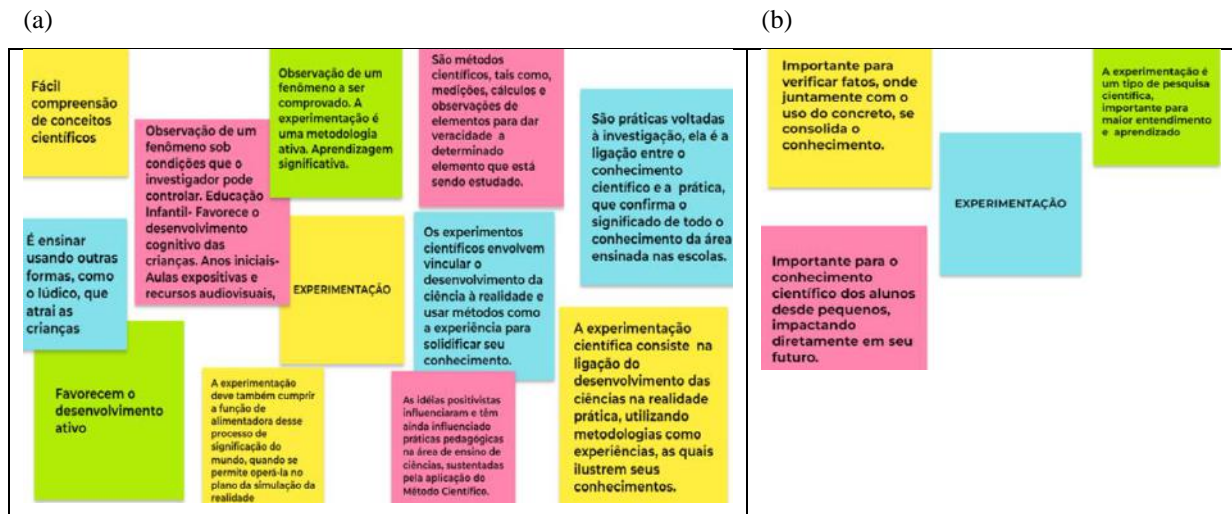 (a)
Fácil
compreensão
de conceitos
científicos
Observação de um
fenômeno sob
condições que o
investigador pode
controlar. Educação
Infantil- Favorece o
desenvolvimento
cognitivo das
crianças. Anos iniciais-
Aulas expositivas e
recursos audiovisuais,
Observação de um
fenômeno a ser
comprovado. A
experimentação é
uma metodologia
ativa. Aprendizagem
significativa.
São métodos
científicos, tais como,
medições, cálculos e
observações de
elementos para dar
veracidade a
determinado
elemento que está
sendo estudado.
São práticas voltadas
à investigação, ela é a
ligação entre o
conhecimento
científico e a prática,
que confirma o
significado de todo o
conhecimento da área
ensinada nas escolas.
É ensinar
usando outras
formas, como
o lúdico, que
atrai as
crianças
EXPERIMENTAÇÃO
Os experimentos
científicos envolvem
vincular o
desenvolvimento da
ciência à realidade e
usar métodos como
a experiência para
solidificar seu
conhecimento.
Favorecem o
desenvolvimento
ativo
A experimentação
deve também cumprir
a função de
alimentadora desse
processo de
significação do
mundo, quando se
permite operá-la no
plano da simulação da
realidade
As idéias positivistas
influenciaram e têm
ainda influenciado
práticas pedagógicas
na área de ensino de
ciências, sustentadas
pela aplicação do
Método Científico.
A experimentação
científica consiste na
ligação do
desenvolvimento das
ciências na realidade
prática, utilizando
metodologias como
experiências, as quais
ilustrem seus
conhecimentos.
(b)
Importante para
verificar fatos, onde
juntamente com o
uso do concreto, se
consolida o
conhecimento.
A experimentação é
um tipo de pesquisa
científica,
importante para
maior entendimento
e aprendizado
EXPERIMENTAÇÃO
Importante para o
conhecimento
científico dos alunos
desde pequenos,
impactando
diretamente em seu
futuro.